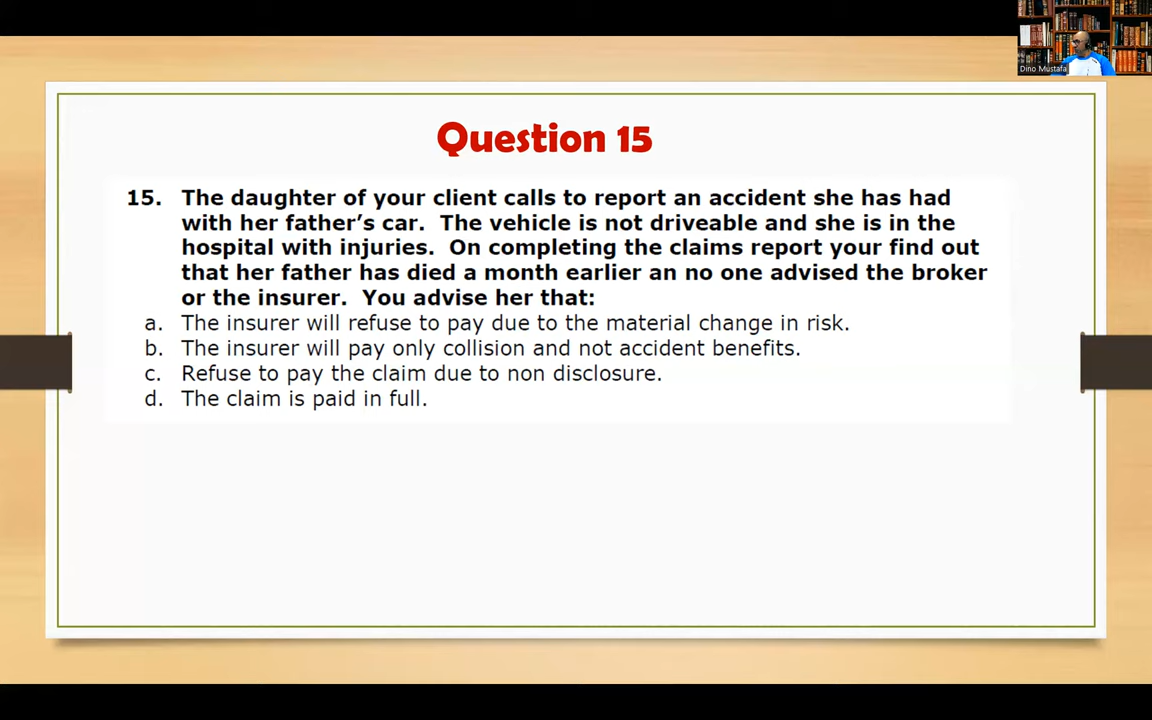 Dino Mustafa
Question 15
15. The daughter of your client calls to report an accident she has had
with her father's car. The vehicle is not driveable and she is in the
hospital with injuries. On completing the claims report your find out
that her father has died a month earlier an no one advised the broker
or the insurer. You advise her that:
a. The insurer will refuse to pay due to the material change in risk.
b. The insurer will pay only collision and not accident benefits.
c. Refuse to pay the claim due to non disclosure.
d. The claim is paid in full.